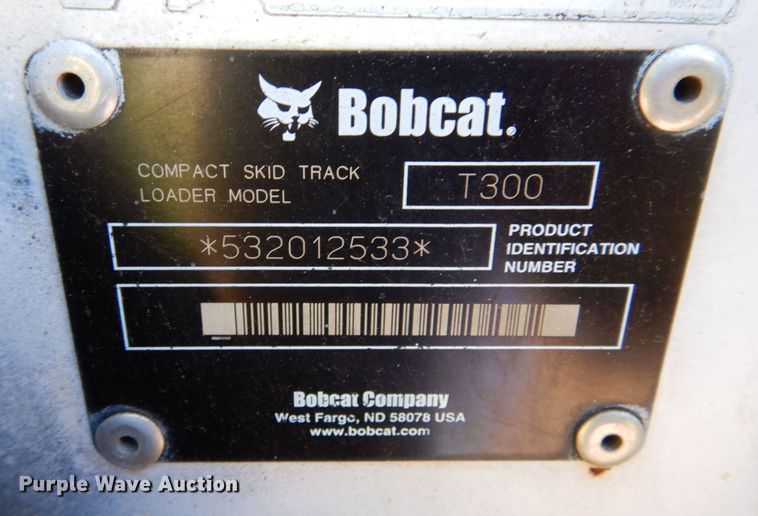 Bobcat.
COMPACT SKID TRACK
LOADER MODEL
T300
*532012533*
PRODUCT
IDENTIFICATION
NUMBER
Bobcat Company
West Fargo, ND 58078 USA
www.bobcat.com
Purple Wave Auction